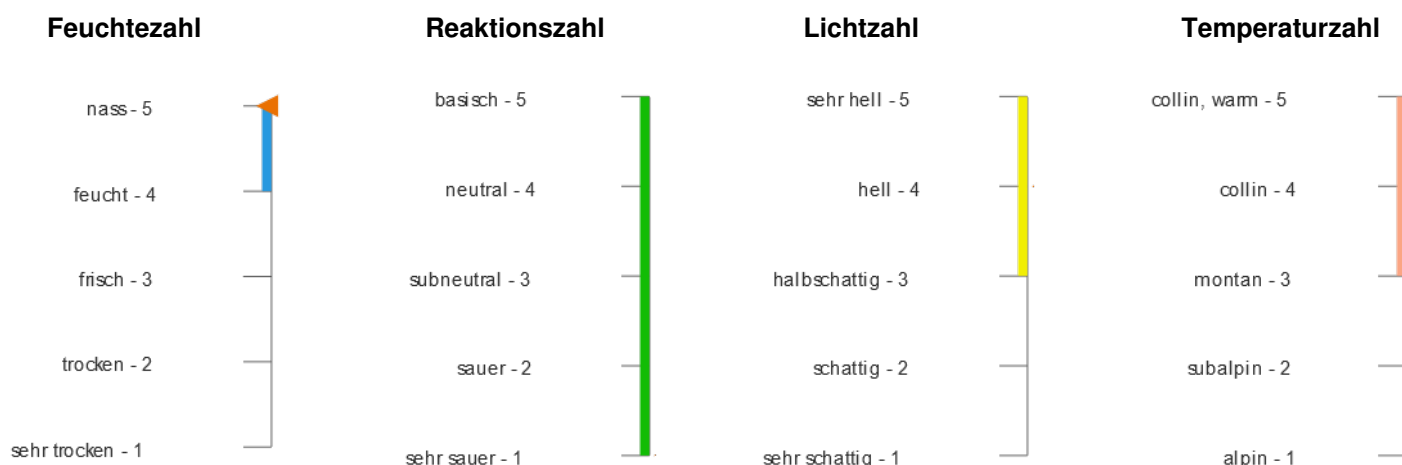 Feuchtezahl
nass - 5
feucht - 4
frisch - 3
trocken - 2
sehr trocken - 1
Reaktionszahl
basisch - 5
neutral - 4
subneutral - 3
sauer - 2
sehr sauer - 1
Lichtzahl
sehr hell - 5
hell - 4
halbschattig - 3
schattig - 2
sehr schattig - 1
Temperaturzahl
collin, warm - 5
collin - 4
montan - 3
subalpin - 2
alpin - 1